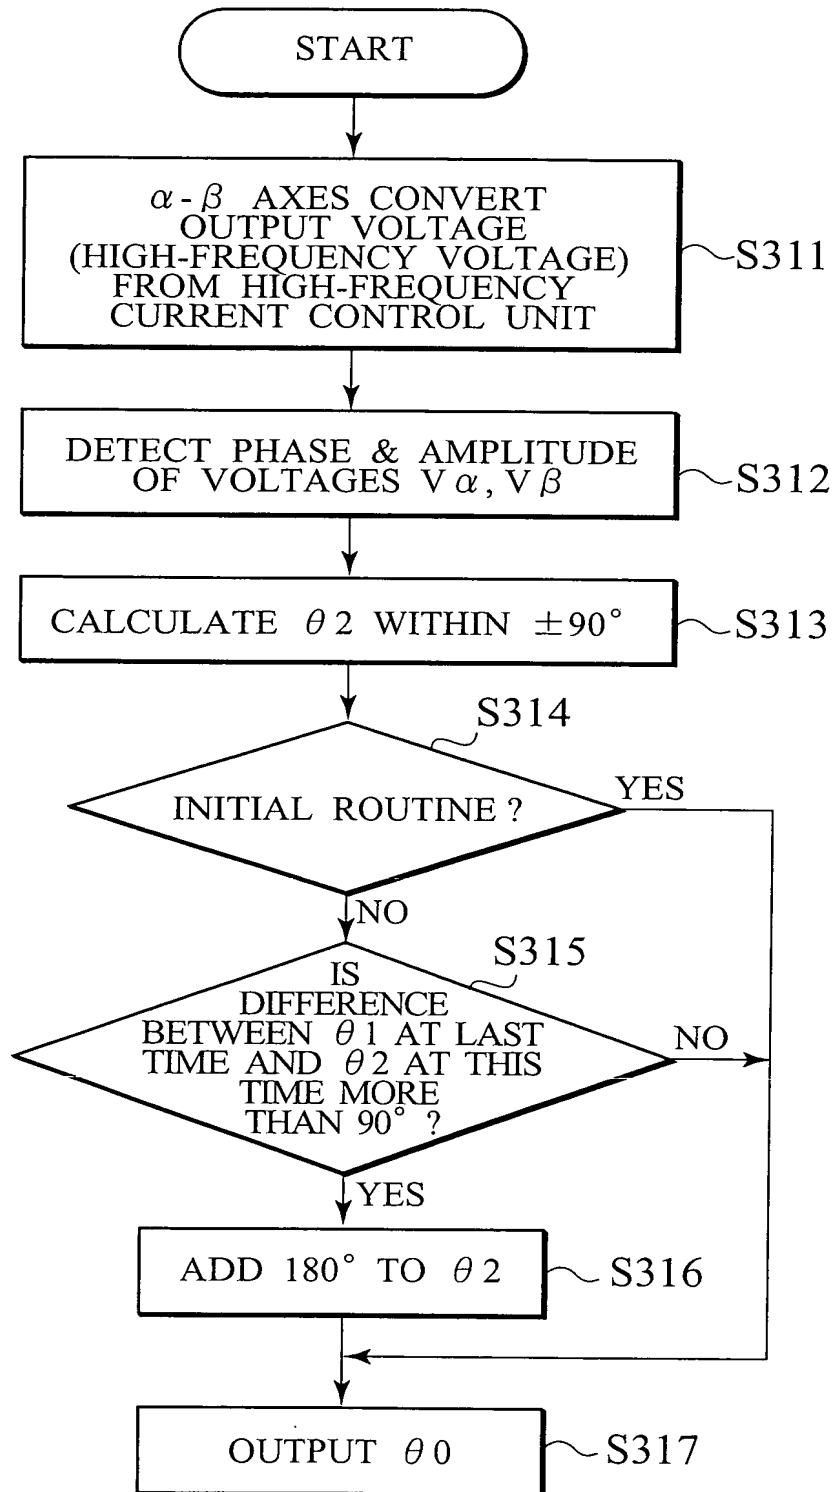 START
α-β AXES CONVERT
OUTPUT VOLTAGE
(HIGH-FREQUENCY VOLTAGE)
FROM HIGH-FREQUENCY
CURRENT CONTROL UNIT
S311
DETECT PHASE & AMPLITUDE
OF VOLTAGES Vα, Vβ
S312
CALCULATE θ2 WITHIN ±90°
S313
S314
INITIAL ROUTINE?
YES
NO
S315
IS
DIFFERENCE
BETWEEN θ1 AT LAST
TIME AND θ2 AT THIS
TIME MORE
THAN 90°?
NO
YES
ADD 180° TO θ2
S316
OUTPUT θ0
S317